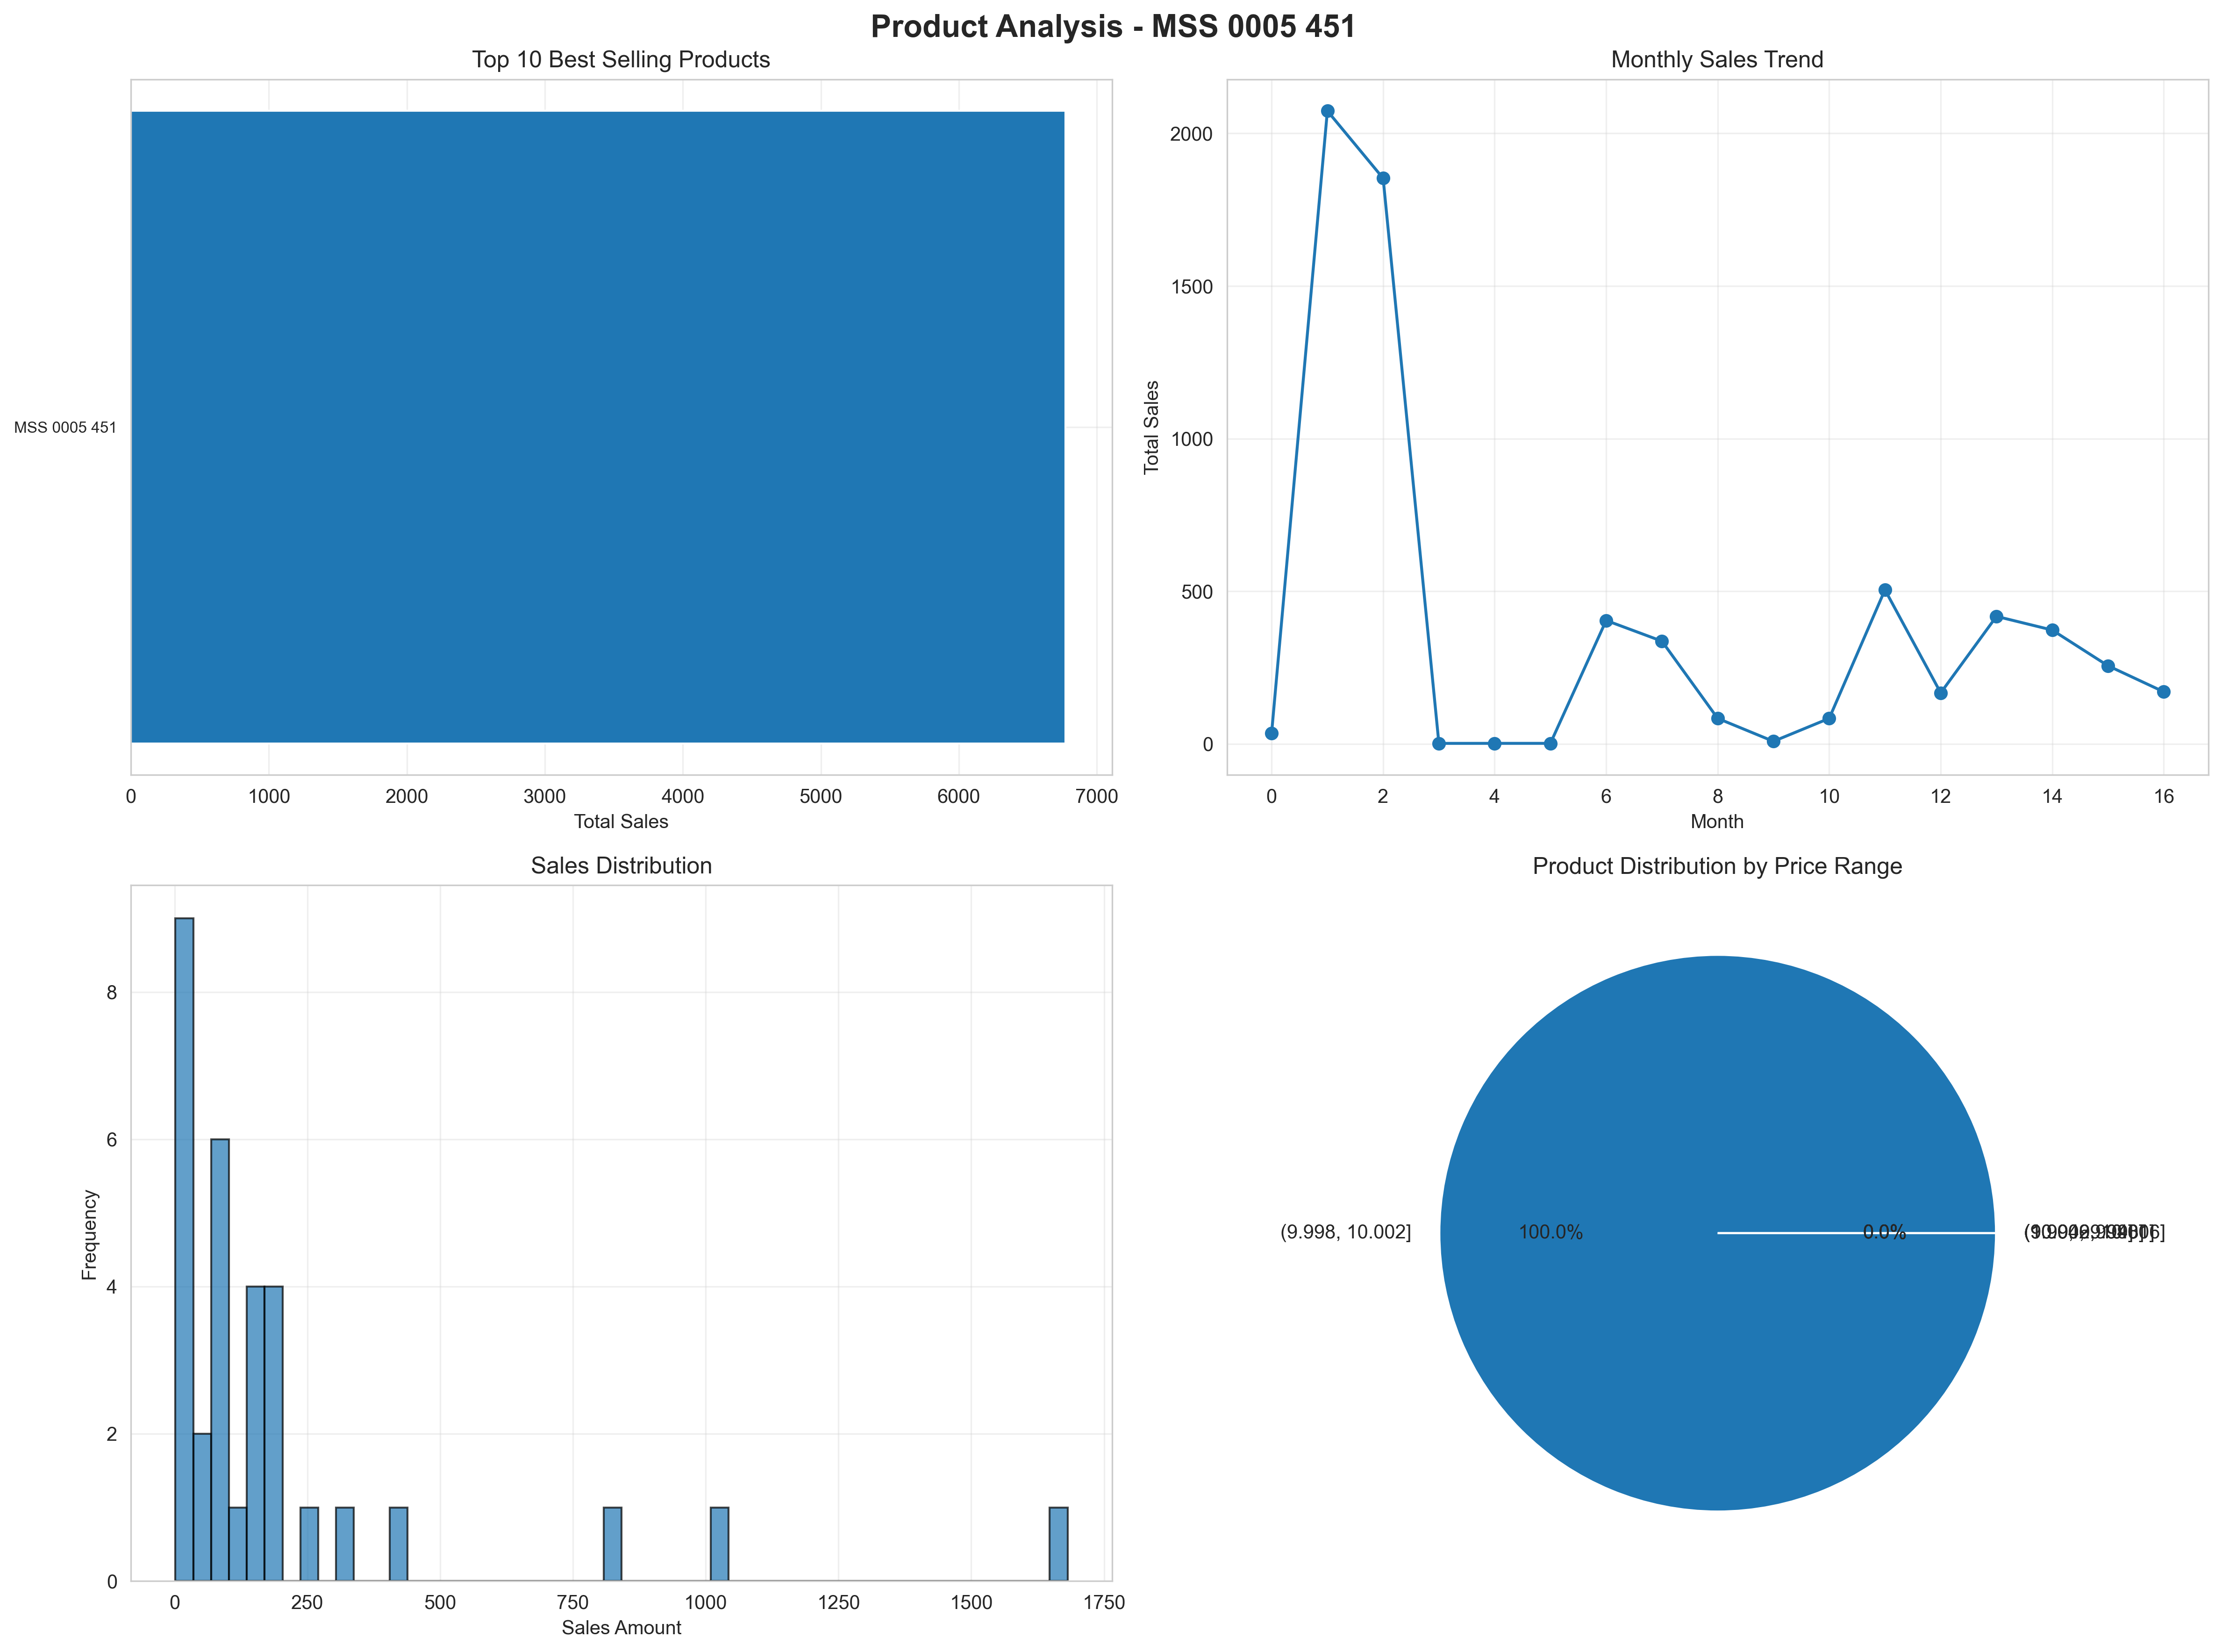 Product Analysis - MSS 0005 451
Top 10 Best Selling Products
MSS 0005 451
0 1000 2000 3000 4000 5000 6000 7000
Total Sales
Monthly Sales Trend
Total Sales
2000
1500
1000
500
0
0 2 4 6 8 10 12 14 16
Month
Sales Distribution
Frequency
8
6
4
2
0
0 250 500 750 1000 1250 1500 1750
Sales Amount
Product Distribution by Price Range
(9.998, 10.002] 100.0% 0.0%